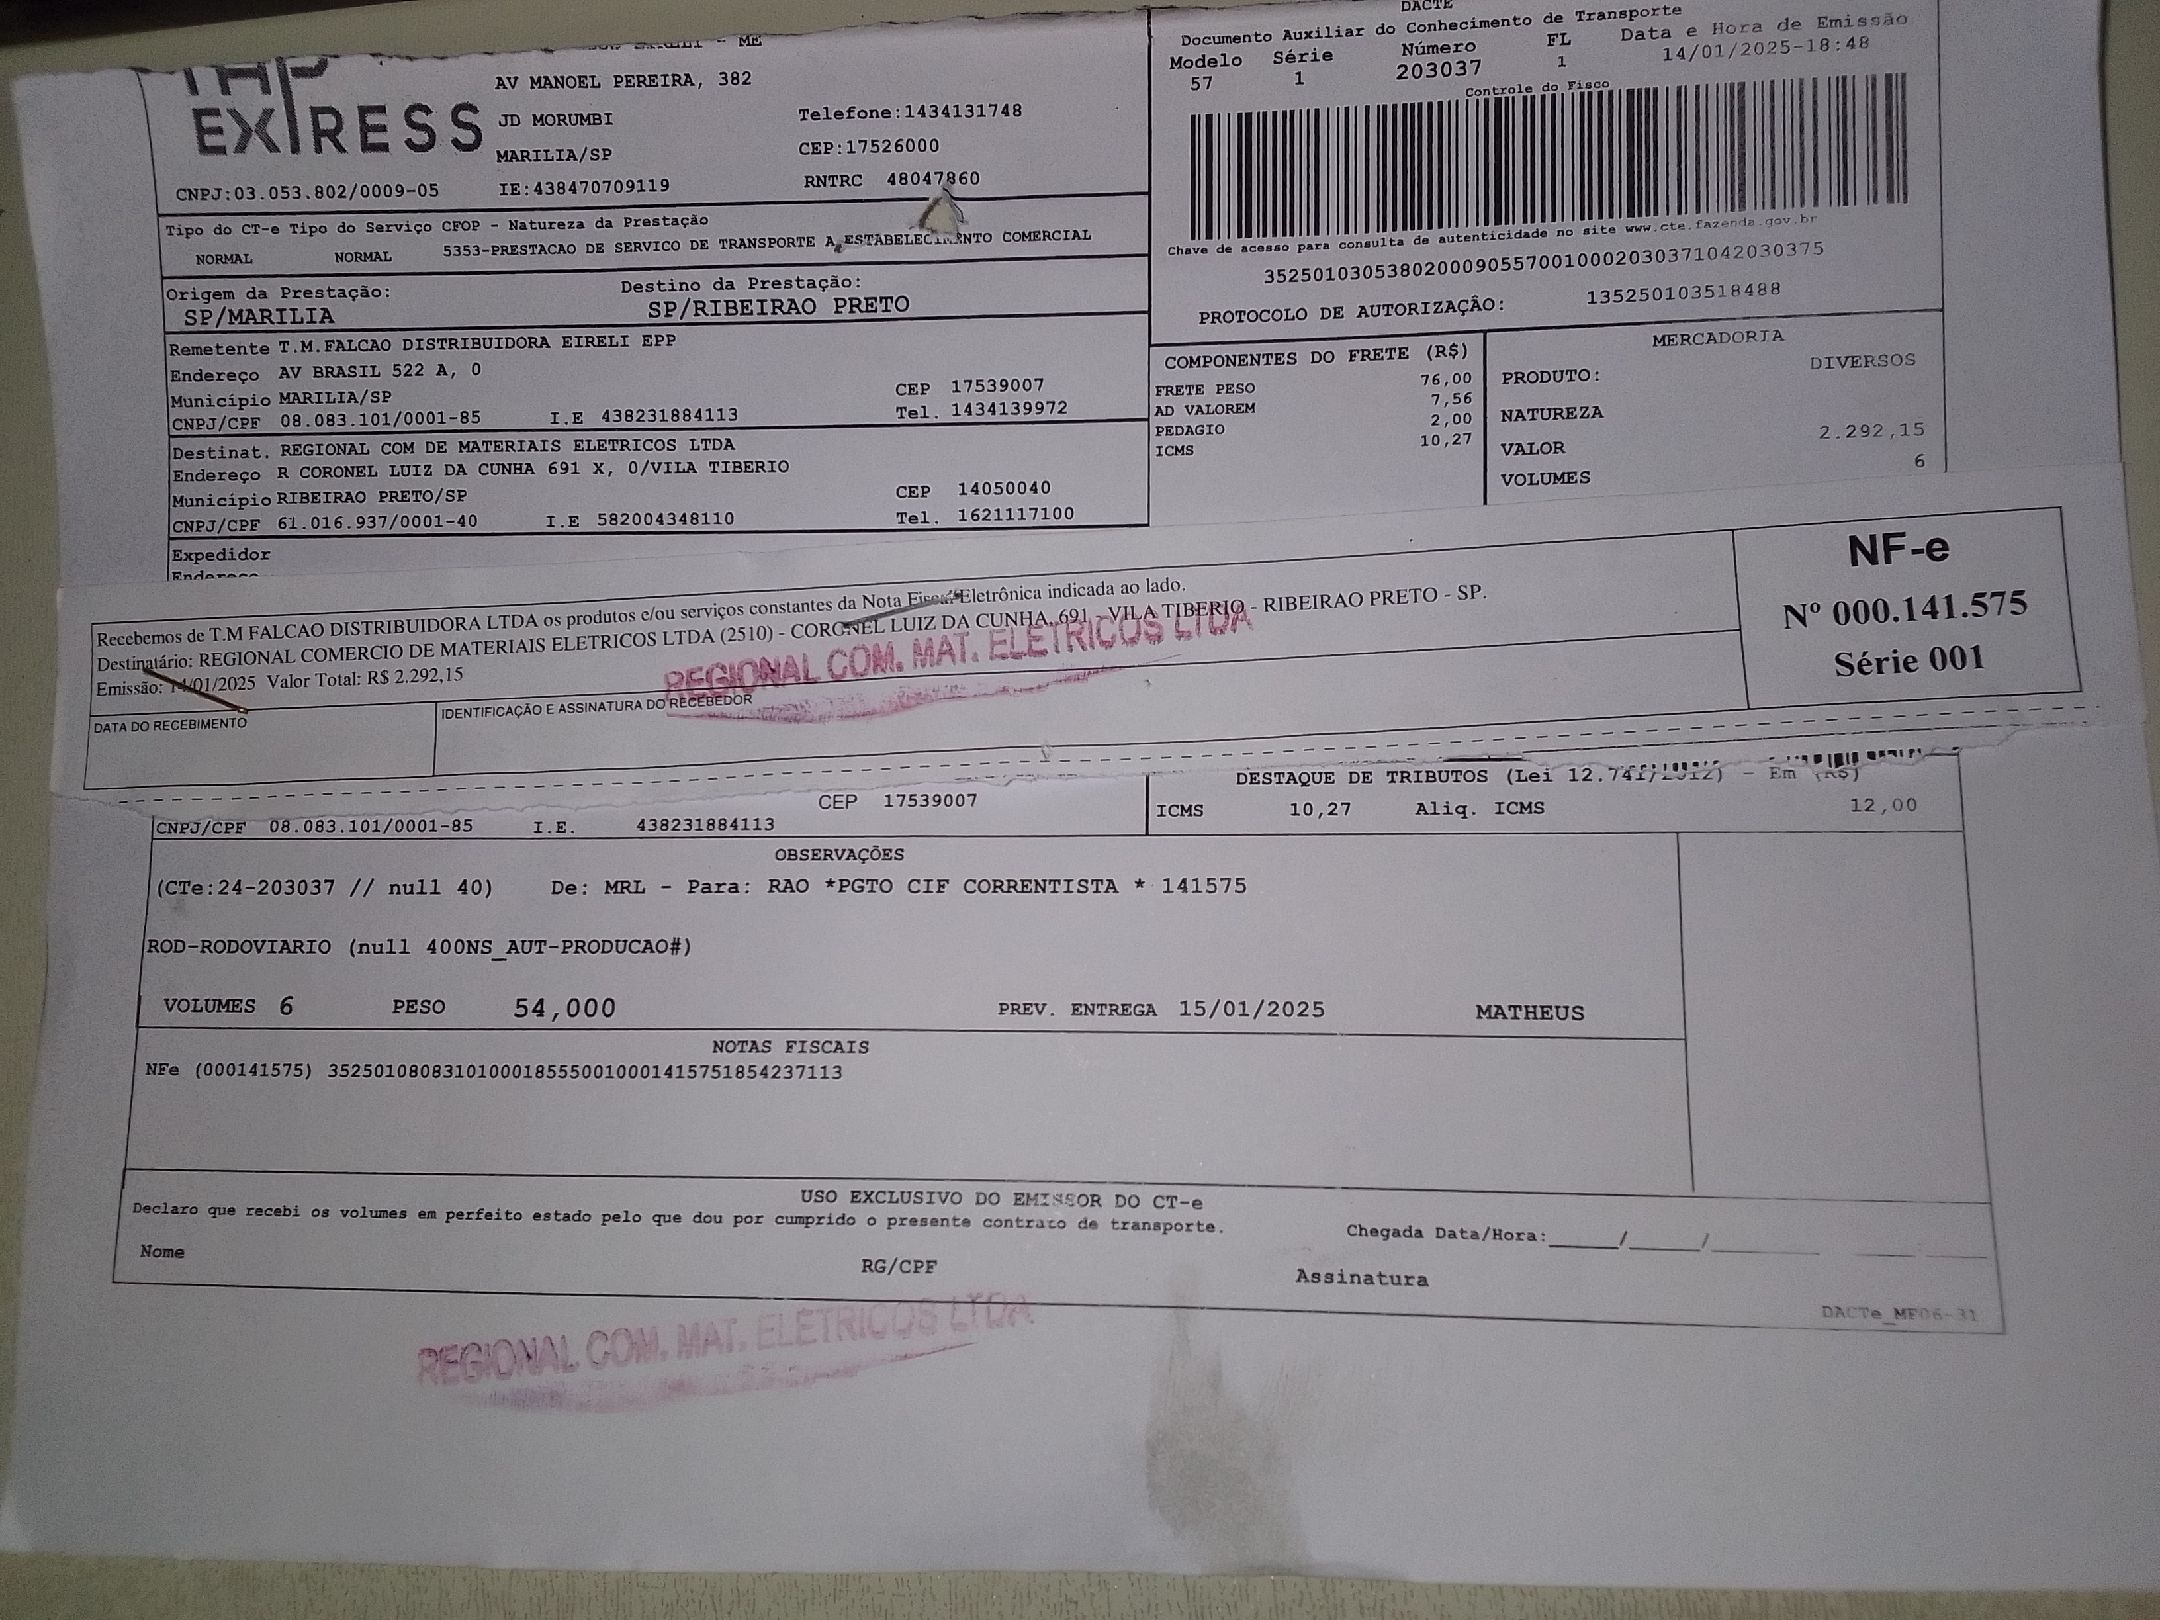 DACTE
Documento Auxiliar do Conhecimento de Transporte
Modelo Série Número FL Data e Hora de Emissão
57 1 203037 1 14/01/2025-18:48
Controle do Fisco
Chave de acesso para consulta de autenticidade no site www.cte.fazenda.gov.br
35250103053802000905570010002030371042030375
PROTOCOLO DE AUTORIZAÇÃO: 135250103518488
EIRELI - ME
EXPRESS
AV MANOEL PEREIRA, 382
JD MORUMBI Telefone:1434131748
MARILIA/SP CEP:17526000
CNPJ:03.053.802/0009-05 IE:438470709119 RNTRC 48047860
Tipo do CT-e Tipo do Serviço CFOP - Natureza da Prestação
NORMAL NORMAL 5353-PRESTACAO DE SERVICO DE TRANSPORTE A ESTABELECIMENTO COMERCIAL
Origem da Prestação: Destino da Prestação:
SP/MARILIA SP/RIBEIRAO PRETO
Remetente T.M.FALCAO DISTRIBUIDORA EIRELI EPP
Endereço AV BRASIL 522 A, 0
Município MARILIA/SP CEP 17539007
CNPJ/CPF 08.083.101/0001-85 I.E 438231884113 Tel. 1434139972
Destinat. REGIONAL COM DE MATERIAIS ELETRICOS LTDA
Endereço R CORONEL LUIZ DA CUNHA 691 X, 0/VILA TIBERIO
Município RIBEIRAO PRETO/SP CEP 14050040
CNPJ/CPF 61.016.937/0001-40 I.E 582004348110 Tel. 1621117100
Expedidor
Endereço
COMPONENTES DO FRETE (R$)
FRETE PESO 76,00
AD VALOREM 7,56
PEDAGIO 2,00
ICMS 10,27
MERCADORIA
PRODUTO: DIVERSOS
NATUREZA
VALOR 2.292,15
VOLUMES 6
Recebemos de T.M FALCAO DISTRIBUIDORA LTDA os produtos e/ou serviços constantes da Nota Fiscal Eletrônica indicada ao lado.
Destinatário: REGIONAL COMERCIO DE MATERIAIS ELETRICOS LTDA (2510) - CORONEL LUIZ DA CUNHA, 691 - VILA TIBERIO - RIBEIRAO PRETO - SP.
Emissão: 14/01/2025 Valor Total: R$ 2.292,15
REGIONAL COM. MAT. ELÉTRICOS LTDA
DATA DO RECEBIMENTO
IDENTIFICAÇÃO E ASSINATURA DO RECEBEDOR
NF-e
Nº 000.141.575
Série 001
CEP 17539007
CNPJ/CPF 08.083.101/0001-85 I.E. 438231884113
DESTAQUE DE TRIBUTOS (Lei 12.741/2012) - Em (R$)
ICMS 10,27 Aliq. ICMS 12,00
OBSERVAÇÕES
(CTe:24-203037 // null 40) De: MRL - Para: RAO *PGTO CIF CORRENTISTA * 141575
ROD-RODOVIARIO (null 400NS_AUT-PRODUCAO#)
VOLUMES 6 PESO 54,000 PREV. ENTREGA 15/01/2025 MATHEUS
NOTAS FISCAIS
NFe (000141575) 35250108083101000185550010001415751854237113
USO EXCLUSIVO DO EMISSOR DO CT-e
Declaro que recebi os volumes em perfeito estado pelo que dou por cumprido o presente contrato de transporte.
Chegada Data/Hora:_____/_____/
Nome RG/CPF Assinatura
DACTe_MF06-31
REGIONAL COM. MAT. ELÉTRICOS LTDA